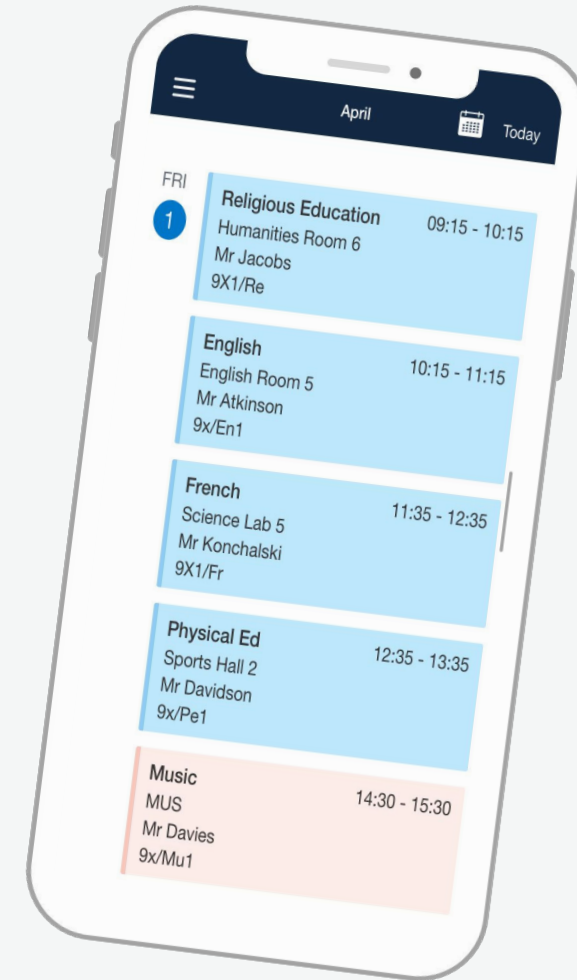 April
Today
FRI
1
Religious Education 09:15 - 10:15
Humanities Room 6
Mr Jacobs
9X1/Re
English 10:15 - 11:15
English Room 5
Mr Atkinson
9x/En1
French 11:35 - 12:35
Science Lab 5
Mr Konchalski
9X1/Fr
Physical Ed 12:35 - 13:35
Sports Hall 2
Mr Davidson
9x/Pe1
Music 14:30 - 15:30
MUS
Mr Davies
9x/Mu1